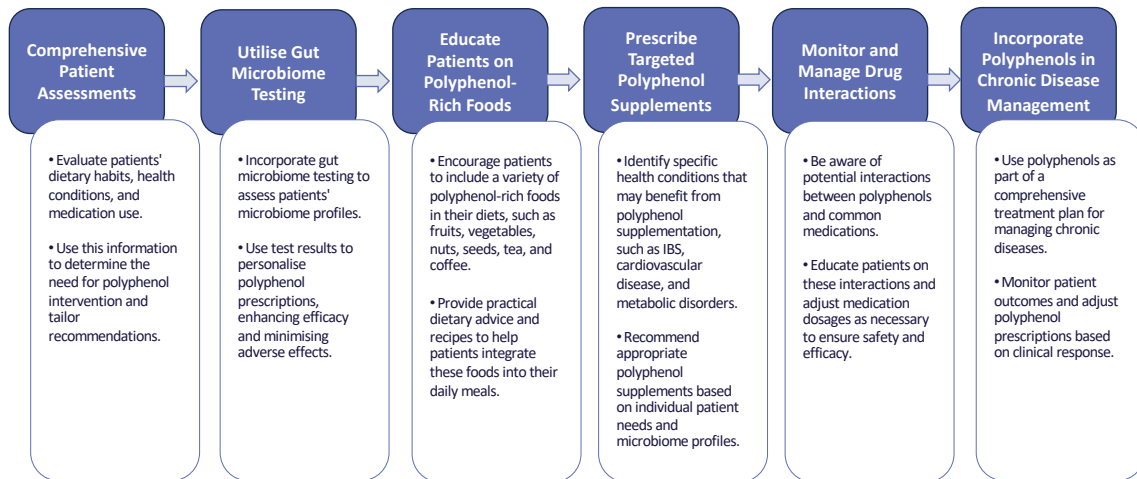 Comprehensive
Patient
Assessments
• Evaluate patients'
dietary habits, health
conditions, and
medication use.
• Use this information
to determine the
need for polyphenol
intervention and
tailor
recommendations.
Utilise Gut
Microbiome
Testing
• Incorporate gut
microbiome testing to
assess patients'
microbiome profiles.
• Use test results to
personalise
polyphenol
prescriptions,
enhancing efficacy
and minimising
adverse effects.
Educate
Patients on
Polyphenol-
Rich Foods
• Encourage patients
to include a variety of
polyphenol-rich foods
in their diets, such as
fruits, vegetables,
nuts, seeds, tea, and
coffee.
• Provide practical
dietary advice and
recipes to help
patients integrate
these foods into their
daily meals.
Prescribe
Targeted
Polyphenol
Supplements
• Identify specific
health conditions that
may benefit from
polyphenol
supplementation,
such as IBS,
cardiovascular
disease, and
metabolic disorders.
• Recommend
appropriate
polyphenol
supplements based
on individual patient
needs and
microbiome profiles.
Monitor and
Manage Drug
Interactions
• Be aware of
potential interactions
between polyphenols
and common
medications.
• Educate patients on
these interactions and
adjust medication
dosages as necessary
to ensure safety and
efficacy.
Incorporate
Polyphenols in
Chronic Disease
Management
• Use polyphenols as
part of a
comprehensive
treatment plan for
managing chronic
diseases.
• Monitor patient
outcomes and adjust
polyphenol
prescriptions based
on clinical response.